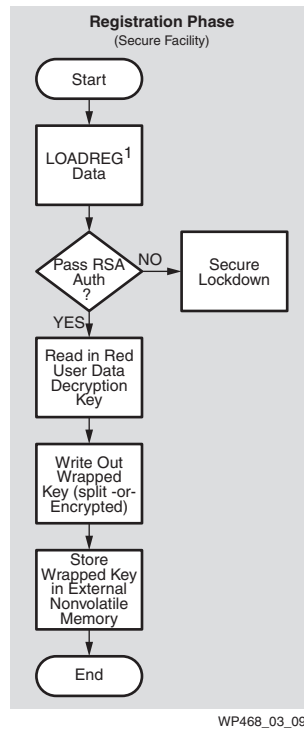 Registration Phase
(Secure Facility)
Start
LOADREG1
Data
Pass RSA
Auth
?
NO
Secure
Lockdown
YES
Read in Red
User Data
Decryption
Key
Write Out
Wrapped
Key (split -or-
Encrypted)
Store
Wrapped Key
in External
Nonvolatile
Memory
End
WP468_03_09